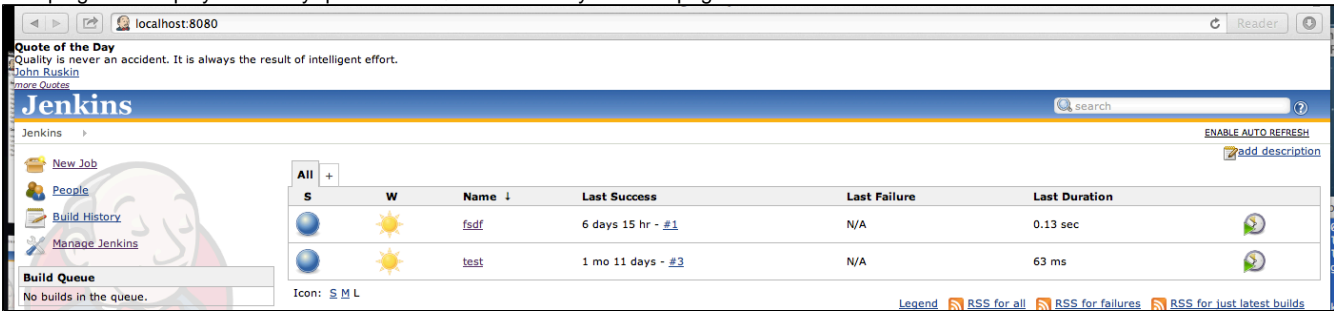 localhost:8080
Reader
Quote of the Day
Quality is never an accident. It is always the result of intelligent effort.
John Ruskin
more Quotes
Jenkins
search
Jenkins
ENABLE AUTO REFRESH
add description
New Job
People
Build History
Manage Jenkins
Build Queue
No builds in the queue.
All +
S W Name ↓ Last Success Last Failure Last Duration
fsdf 6 days 15 hr - #1 N/A 0.13 sec
test 1 mo 11 days - #3 N/A 63 ms
Icon: S M L
Legend RSS for all RSS for failures RSS for just latest builds